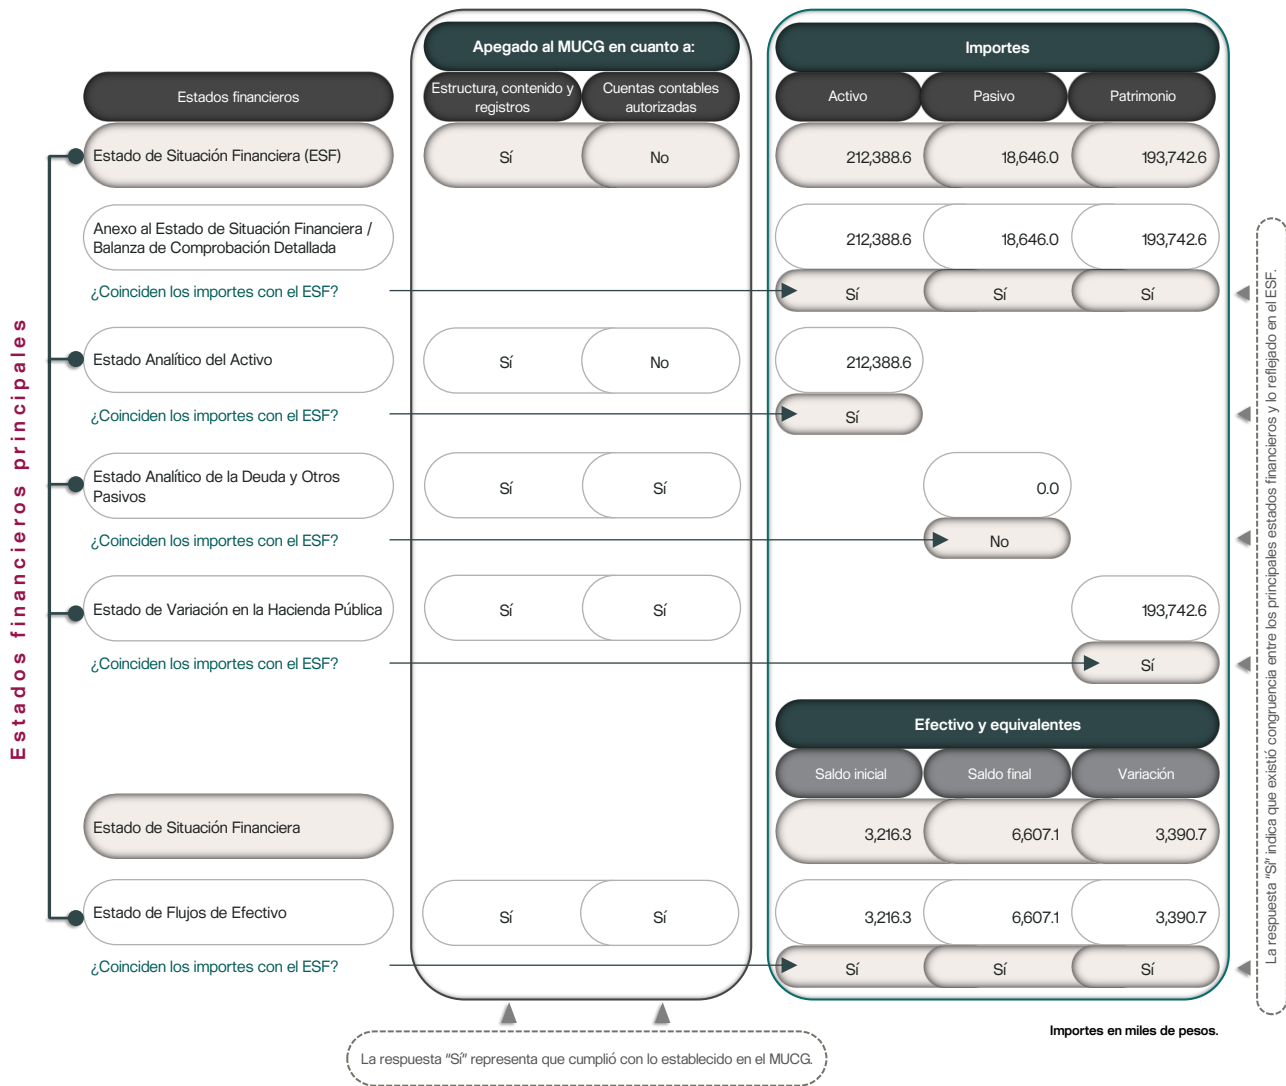 Apegado al MUCG en cuanto a:
Importes
Estados financieros
Estructura, contenido y
registros
Cuentas contables
autorizadas
Activo
Pasivo
Patrimonio
Estados financieros principales
Estado de Situación Financiera (ESF)
Sí
No
212,388.6
18,646.0
193,742.6
Anexo al Estado de Situación Financiera /
Balanza de Comprobación Detallada
212,388.6
18,646.0
193,742.6
¿Coinciden los importes con el ESF?
Sí
Sí
Sí
Estado Analítico del Activo
Sí
No
212,388.6
¿Coinciden los importes con el ESF?
Sí
Estado Analítico de la Deuda y Otros
Pasivos
Sí
Sí
0.0
¿Coinciden los importes con el ESF?
No
Estado de Variación en la Hacienda Pública
Sí
Sí
193,742.6
¿Coinciden los importes con el ESF?
Sí
Efectivo y equivalentes
Saldo inicial
Saldo final
Variación
Estado de Situación Financiera
3,216.3
6,607.1
3,390.7
Estado de Flujos de Efectivo
Sí
Sí
3,216.3
6,607.1
3,390.7
¿Coinciden los importes con el ESF?
Sí
Sí
Sí
La respuesta "Sí" indica que existió congruencia entre los principales estados financieros y lo reflejado en el ESF.
Importes en miles de pesos.
La respuesta "Sí" representa que cumplió con lo establecido en el MUCG.